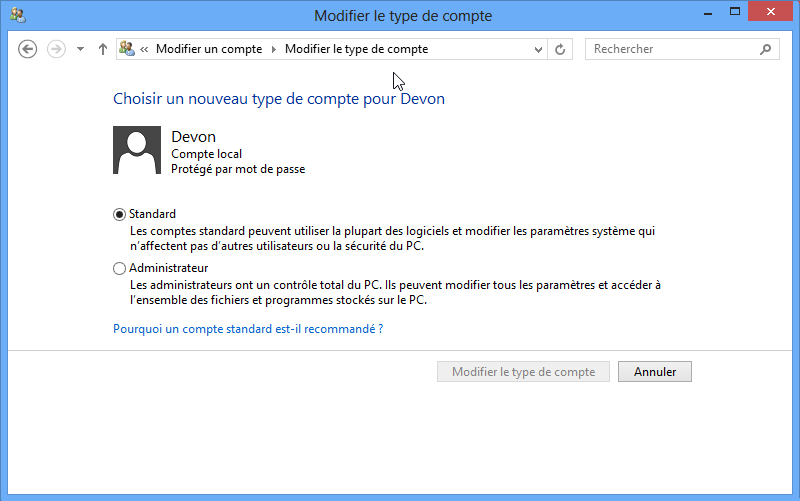 Modifier le type de compte
« Modifier un compte Modifier le type de compte Rechercher
Choisir un nouveau type de compte pour Devon
Devon
Compte local
Protégé par mot de passe
Standard
Les comptes standard peuvent utiliser la plupart des logiciels et modifier les paramètres système qui
n’affectent pas d’autres utilisateurs ou la sécurité du PC.
Administrateur
Les administrateurs ont un contrôle total du PC. Ils peuvent modifier tous les paramètres et accéder à
l’ensemble des fichiers et programmes stockés sur le PC.
Pourquoi un compte standard est-il recommandé ?
Modifier le type de compte Annuler